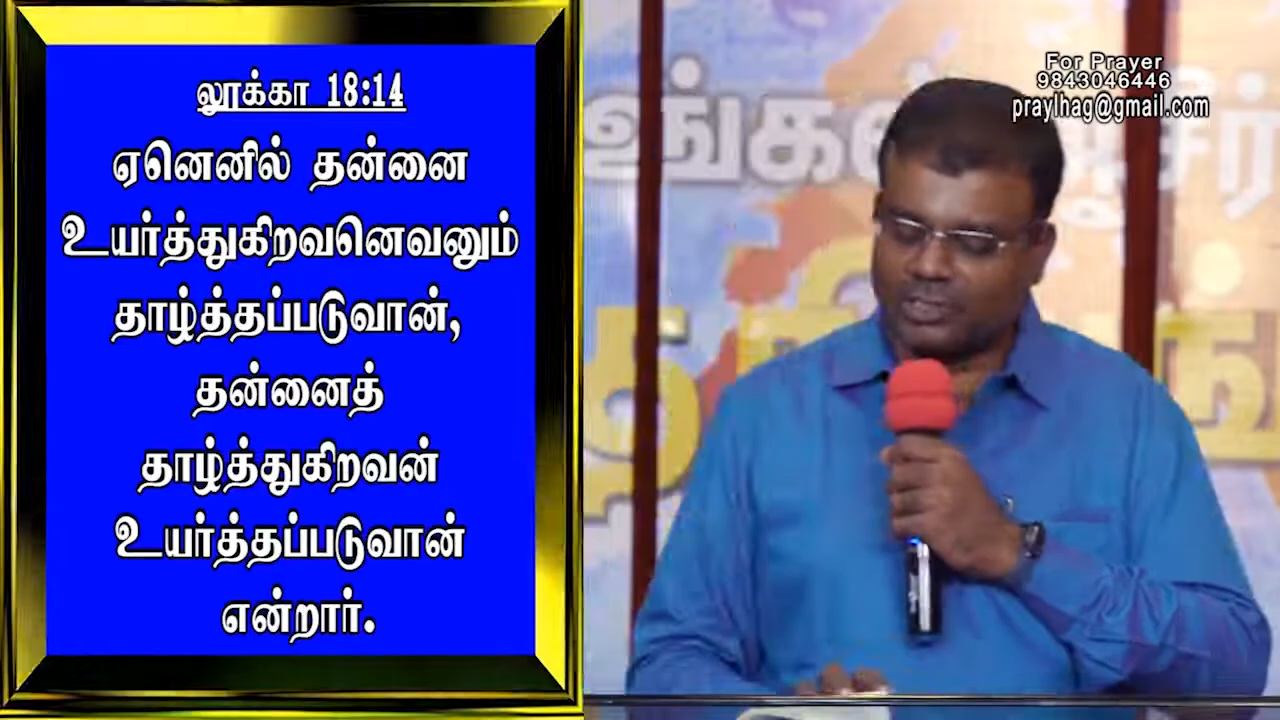 லூக்கா 18:14
ஏனெனில் தன்னை
உயர்த்துகிறவனெவனும்
தாழ்த்தப்படுவான்,
தன்னைத்
தாழ்த்துகிறவன்
உயர்த்தப்படுவான்
என்றார்.
For Prayer
9843046446
praylhag@gmail.com